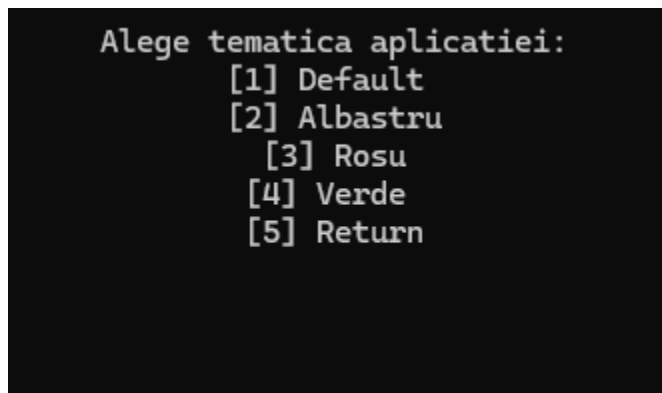 Alege tematica aplicatiei:
[1] Default
[2] Albastru
[3] Rosu
[4] Verde
[5] Return